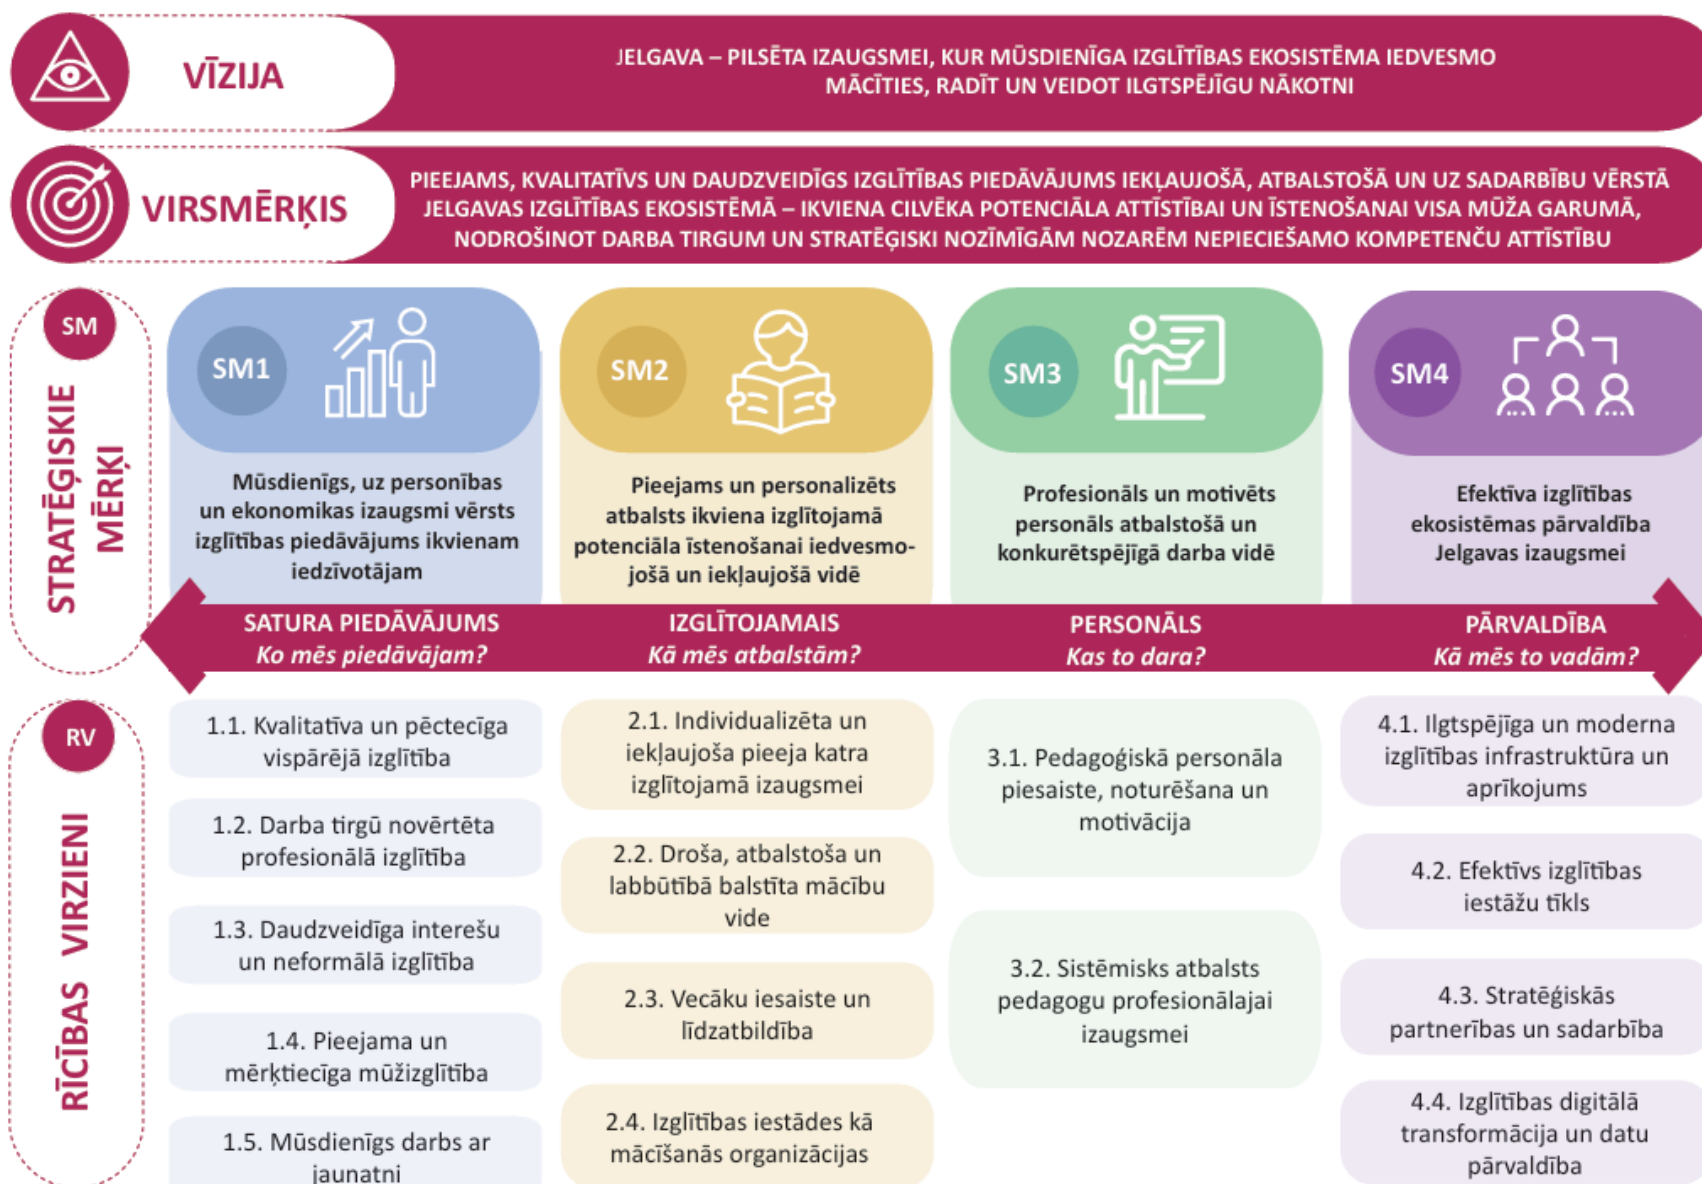 VĪZIJA
JELGAVA – PILSĒTA IZAUGSMEI, KUR MŪSDIENĪGA IZGLĪTĪBAS EKOSISTĒMA IEDVESMO
MĀCĪTIES, RADĪT UN VEIDOT ILGTSPĒJĪGU NĀKOTNI
VIRSMĒRĶIS
PIEEJAMS, KVALITATĪVS UN DAUDZVEIDĪGS IZGLĪTĪBAS PIEDĀVĀJUMS IEKĻAUJOŠĀ, ATBALSTOŠĀ UN UZ SADARBĪBU VĒRSTĀ
JELGAVAS IZGLĪTĪBAS EKOSISTĒMĀ – IKVIENA CILVĒKA POTENCIĀLA ATTĪSTĪBAI UN ĪSTENOŠANAI VISA MŪŽA GARUMĀ,
NODROŠINOT DARBA TIRGUM UN STRATĒĢISKI NOZĪMĪGĀM NOZARĒM NEPIECIEŠAMO KOMPETENČU ATTĪSTĪBU
SM
STRATĒĢISKIE
MĒRĶI
SM1
Mūsdienīgs, uz personības
un ekonomikas izaugsmi vērsts
izglītības piedāvājums ikvienam
iedzīvotājam
SM2
Pieejams un personalizēts
atbalsts ikviena izglītojamā
potenciāla īstenošanai iedvesmo-
jošā un iekļaujošā vidē
SM3
Profesionāls un motivēts
personāls atbalstošā un
konkurētspējīgā darba vidē
SM4
Efektīva izglītības
ekosistēmas pārvaldība
Jelgavas izaugsmei
SATURA PIEDĀVĀJUMS
Ko mēs piedāvājam?
IZGLĪTOJAMAIS
Kā mēs atbalstām?
PERSONĀLS
Kas to dara?
PĀRVALDĪBA
Kā mēs to vadām?
RV
RĪCĪBAS VIRZIENI
1.1. Kvalitatīva un pēctecīga
vispārējā izglītība
1.2. Darba tirgū novērtēta
profesionālā izglītība
1.3. Daudzveidīga interešu
un neformālā izglītība
1.4. Pieejama un
mērķtiecīga mūžizglītība
1.5. Mūsdienīgs darbs ar
jaunatni
2.1. Individualizēta un
iekļaujoša pieeja katra
izglītojamā izaugsmei
2.2. Droša, atbalstoša un
labbūtībā balstīta mācību
vide
2.3. Vecāku iesaiste un
līdzatbildība
2.4. Izglītības iestādes kā
mācīšanās organizācijas
3.1. Pedagoģiskā personāla
piesaiste, noturēšana un
motivācija
3.2. Sistēmisks atbalsts
pedagogu profesionālajai
izaugsmei
4.1. Ilgtspējīga un moderna
izglītības infrastruktūra un
aprīkojums
4.2. Efektīvs izglītības
iestāžu tīkls
4.3. Stratēģiskās
partnerības un sadarbība
4.4. Izglītības digitālā
transformācija un datu
pārvaldība